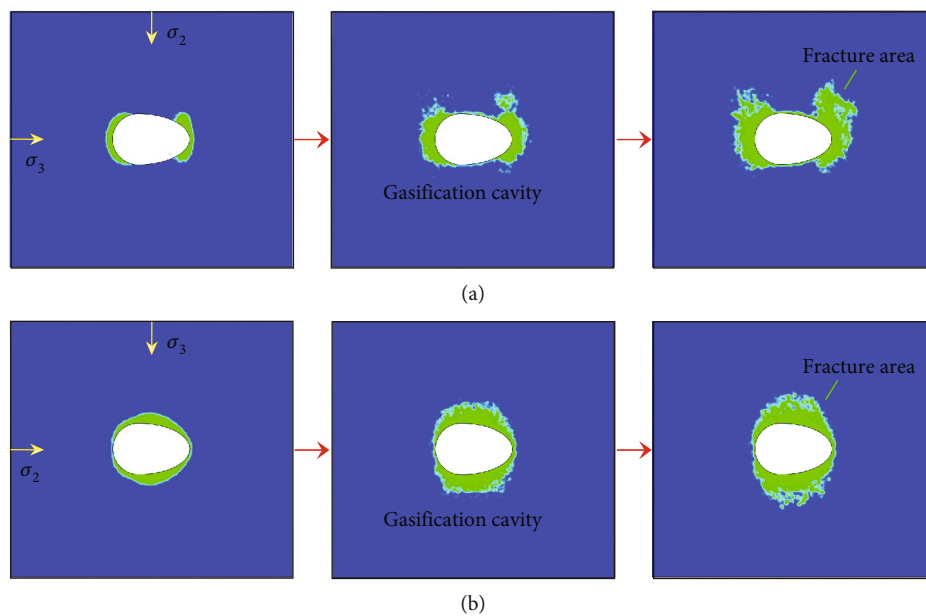 σ2
Fracture area
σ3
Gasification cavity
(a)
σ3
Fracture area
σ2
Gasification cavity
(b)